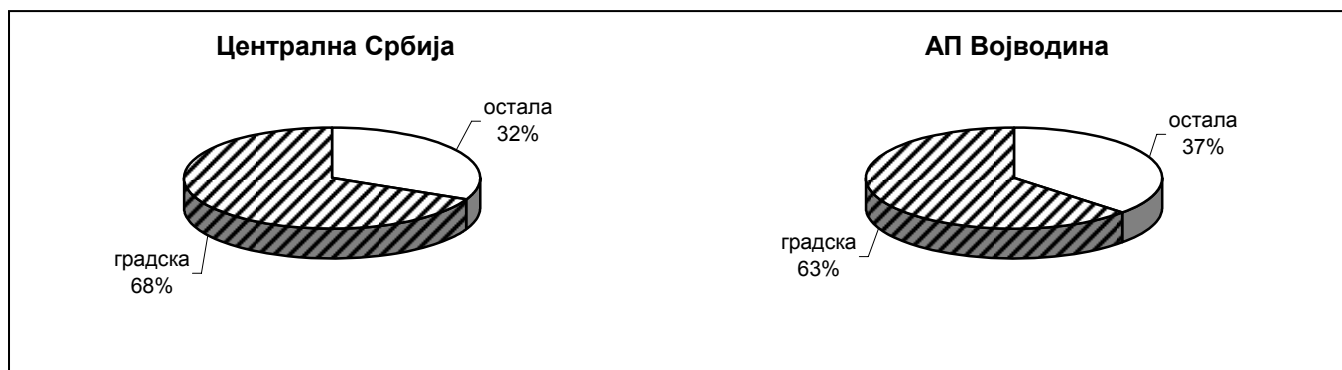 Централна Србија
остала
32%
градска
68%
АП Војводина
остала
37%
градска
63%